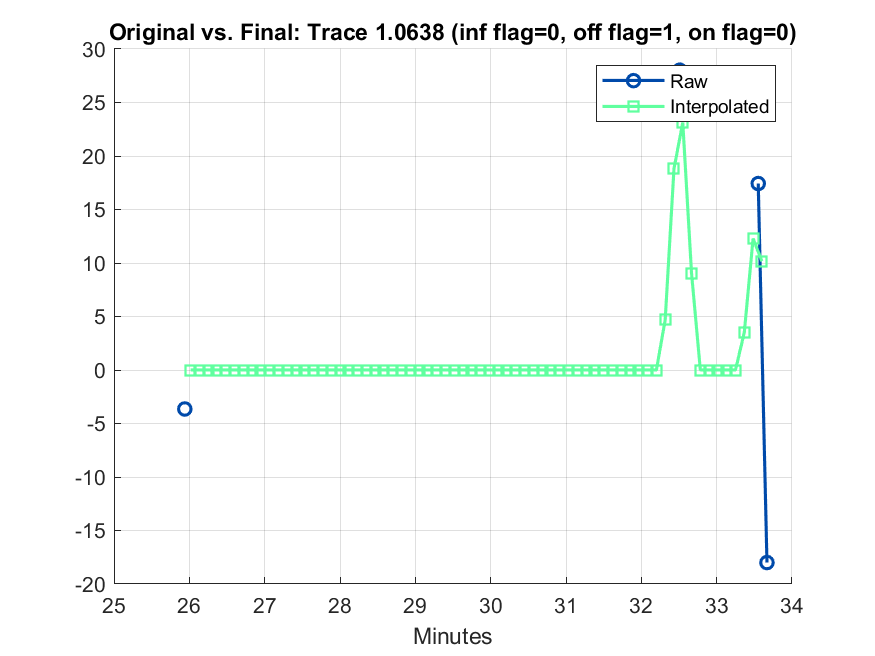 Original vs. Final: Trace 1.0638 (inf flag=0, off flag=1, on flag=0)
30
25
20
15
10
5
0
-5
-10
-15
-20
Raw
Interpolated
25 26 27 28 29 30 31 32 33 34
Minutes